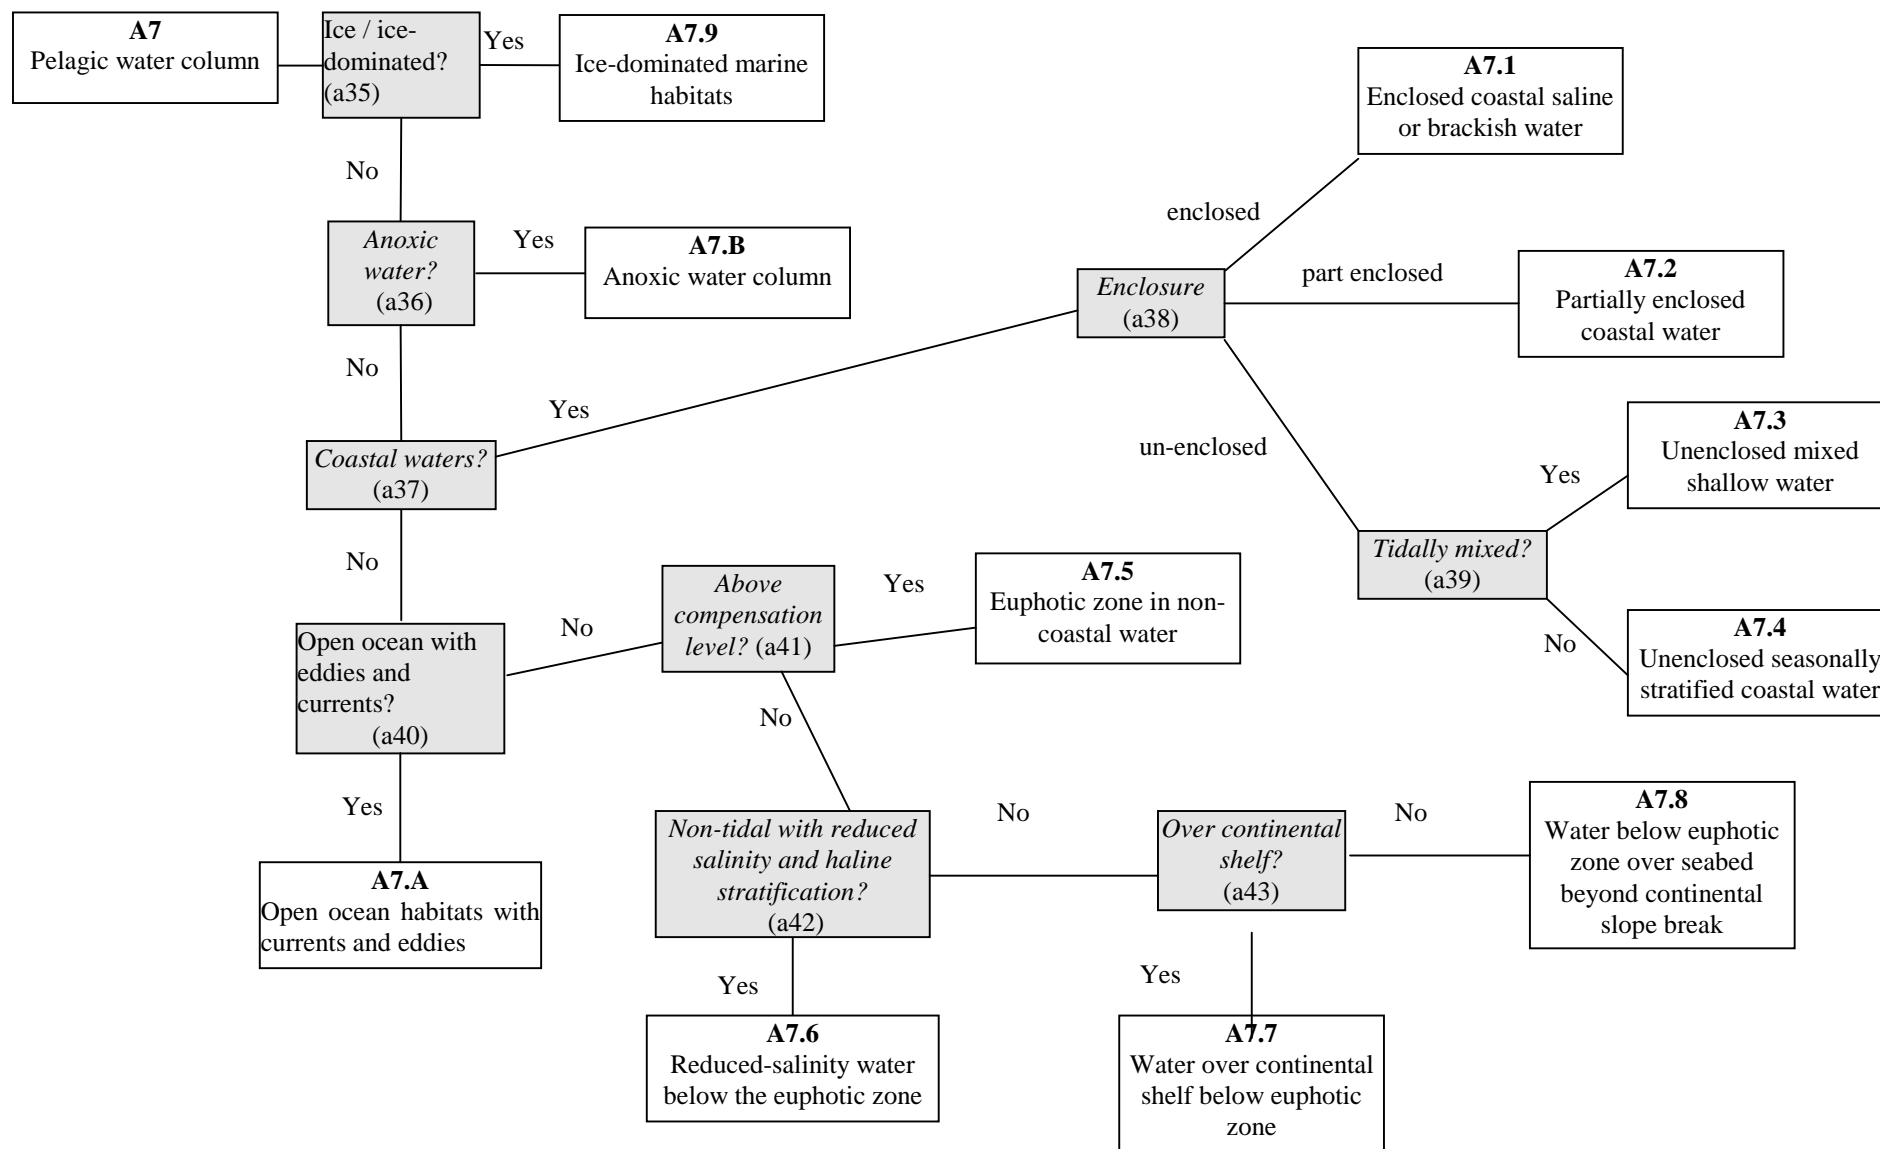 A7
Pelagic water column
Ice / ice-
dominated?
(a35)
Yes
A7.9
Ice-dominated marine
habitats
No
Anoxic
water?
(a36)
Yes
A7.B
Anoxic water column
No
Coastal waters?
(a37)
Yes
Enclosure
(a38)
enclosed
A7.1
Enclosed coastal saline
or brackish water
part enclosed
A7.2
Partially enclosed
coastal water
un-enclosed
Tidally mixed?
(a39)
Yes
A7.3
Unenclosed mixed
shallow water
No
A7.4
Unenclosed seasonally
stratified coastal water
No
Open ocean with
eddies and
currents?
(a40)
Yes
A7.A
Open ocean habitats with
currents and eddies
No
Above
compensation
level? (a41)
Yes
A7.5
Euphotic zone in non-
coastal water
No
Non-tidal with reduced
salinity and haline
stratification?
(a42)
Yes
A7.6
Reduced-salinity water
below the euphotic zone
No
Over continental
shelf?
(a43)
Yes
A7.7
Water over continental
shelf below euphotic
zone
No
A7.8
Water below euphotic
zone over seabed
beyond continental
slope break